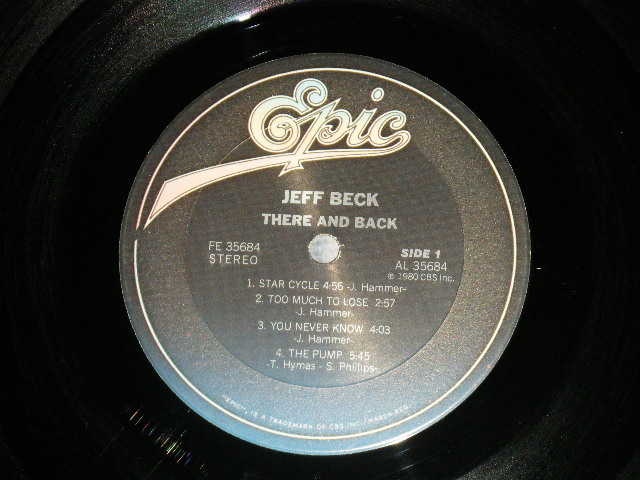 Epic
JEFF BECK
THERE AND BACK
FE 35684
STEREO
SIDE 1
AL 35684
℗ 1980 CBS Inc.
1. STAR CYCLE 4:56 -J. Hammer-
2. TOO MUCH TO LOSE 2:57
-J. Hammer-
3. YOU NEVER KNOW 4:03
-J. Hammer-
4. THE PUMP 5:45
-T. Hymas - S. Phillips-
"EPIC", IS A TRADEMARK OF CBS INC./MARCA REG.